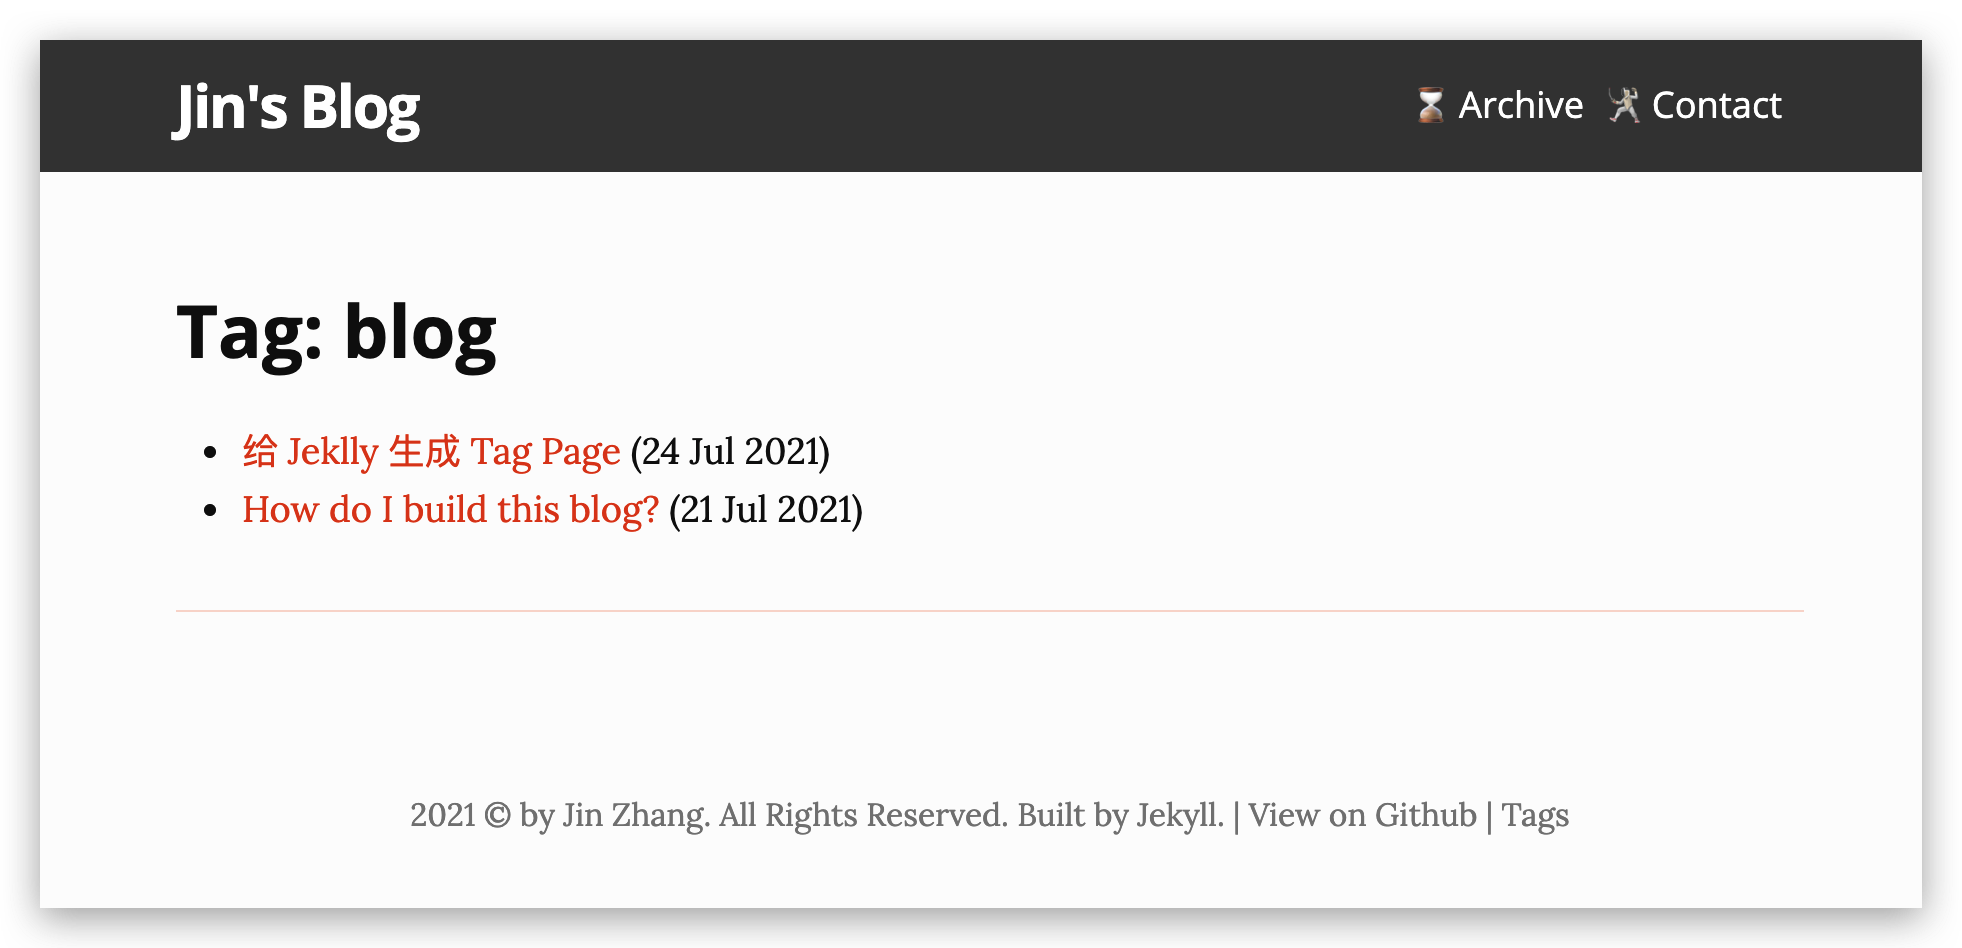 Jin's Blog
⌛ Archive 🤺 Contact
Tag: blog
• 给 Jeklly 生成 Tag Page (24 Jul 2021)
• How do I build this blog? (21 Jul 2021)
2021 © by Jin Zhang. All Rights Reserved. Built by Jekyll. | View on Github | Tags